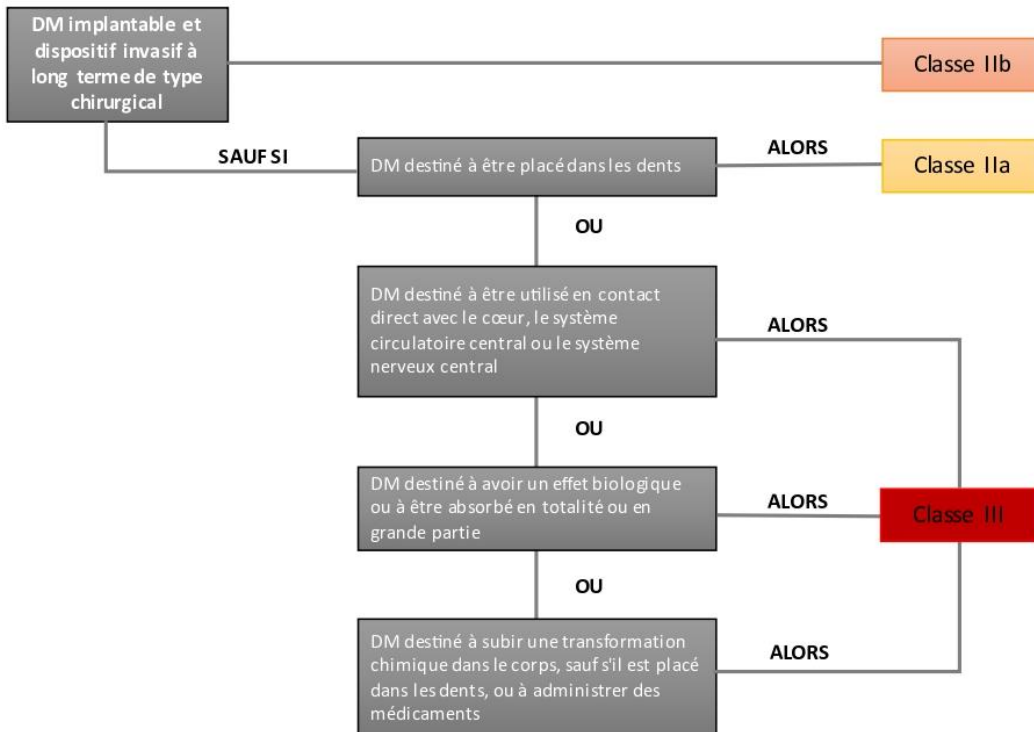 DM implantable et
dispositif invasif à
long terme de type
chirurgical
Classe IIb
SAUF SI
DM destiné à être placé dans les dents
ALORS
Classe IIa
OU
DM destiné à être utilisé en contact
direct avec le cœur, le système
circulatoire central ou le système
nerveux central
ALORS
OU
DM destiné à avoir un effet biologique
ou à être absorbé en totalité ou en
grande partie
ALORS
Classe III
OU
DM destiné à subir une transformation
chimique dans le corps, sauf s'il est placé
dans les dents, ou à administrer des
médicaments
ALORS